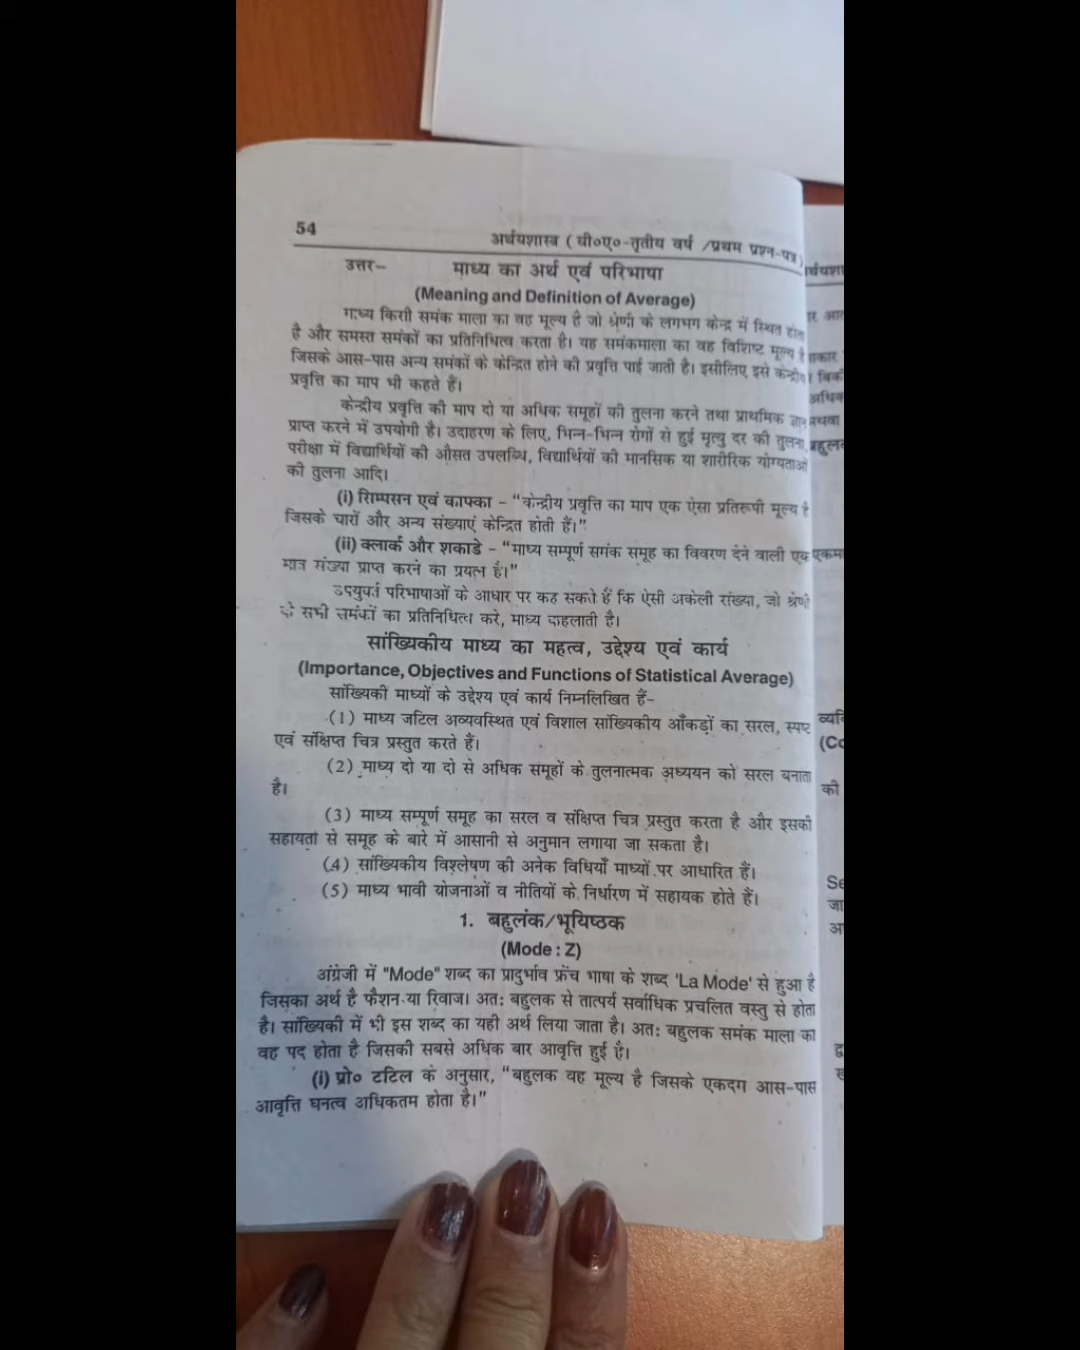 54
अर्थयशास्त्र ( बी०ए०-तृतीय वर्ष /प्रथम प्रश्न-पत्र)
उत्तर– माध्य का अर्थ एवं परिभाषा
(Meaning and Definition of Average)
माध्य किसी समंक माला का वह मूल्य है जो श्रेणी के लगभग केन्द्र में स्थित होता
है और समस्त समंकों का प्रतिनिधित्व करता है। यह समंकमाला का वह विशिष्ट मूल्य है
जिसके आस-पास अन्य समंकों के केन्द्रित होने की प्रवृत्ति पाई जाती है। इसीलिए इसे केन्द्रीय
प्रवृत्ति का माप भी कहते हैं।
केन्द्रीय प्रवृत्ति की माप दो या अधिक समूहों की तुलना करने तथा प्राथमिक ज्ञान
प्राप्त करने में उपयोगी है। उदाहरण के लिए, भिन्न-भिन्न रोगों से हुई मृत्यु दर की तुलना,
परीक्षा में विद्यार्थियों की औसत उपलब्धि, विद्यार्थियों की मानसिक या शारीरिक योग्यताओं
की तुलना आदि।
(i) सिम्पसन एवं काफ्का – “केन्द्रीय प्रवृत्ति का माप एक ऐसा प्रतिरूपी मूल्य है
जिसके चारों और अन्य संख्याएं केन्द्रित होती हैं।”
(ii) क्लार्क और शकाडे – “माध्य सम्पूर्ण समंक समूह का विवरण देने वाली एक
मात्र संख्या प्राप्त करने का प्रयत्न है।”
उपयुक्त परिभाषाओं के आधार पर कह सकते हैं कि ऐसी अकेली संख्या, जो श्रेणी
के सभी समंकों का प्रतिनिधित्व करे, माध्य कहलाती है।
सांख्यिकीय माध्य का महत्व, उद्देश्य एवं कार्य
(Importance, Objectives and Functions of Statistical Average)
सांख्यिकी माध्यों के उद्देश्य एवं कार्य निम्नलिखित हैं–
(1) माध्य जटिल अव्यवस्थित एवं विशाल सांख्यिकीय आँकड़ों का सरल, स्पष्ट
एवं संक्षिप्त चित्र प्रस्तुत करते हैं।
(2) माध्य दो या दो से अधिक समूहों के तुलनात्मक अध्ययन को सरल बनाता
है।
(3) माध्य सम्पूर्ण समूह का सरल व संक्षिप्त चित्र प्रस्तुत करता है और इसकी
सहायता से समूह के बारे में आसानी से अनुमान लगाया जा सकता है।
(4) सांख्यिकीय विश्लेषण की अनेक विधियाँ माध्यों पर आधारित हैं।
(5) माध्य भावी योजनाओं व नीतियों के निर्धारण में सहायक होते हैं।
1. बहुलंक/भूयिष्ठक
(Mode : Z)
अंग्रेजी में "Mode" शब्द का प्रादुर्भाव फ्रेंच भाषा के शब्द 'La Mode' से हुआ है
जिसका अर्थ है फैशन या रिवाज। अतः बहुलक से तात्पर्य सर्वाधिक प्रचलित वस्तु से होता
है। सांख्यिकी में भी इस शब्द का यही अर्थ लिया जाता है। अतः बहुलक समंक माला का
वह पद होता है जिसकी सबसे अधिक बार आवृत्ति हुई है।
(i) प्रो० टटिल के अनुसार, “बहुलक वह मूल्य है जिसके एकदम आस-पास
आवृत्ति घनत्व अधिकतम होता है।”